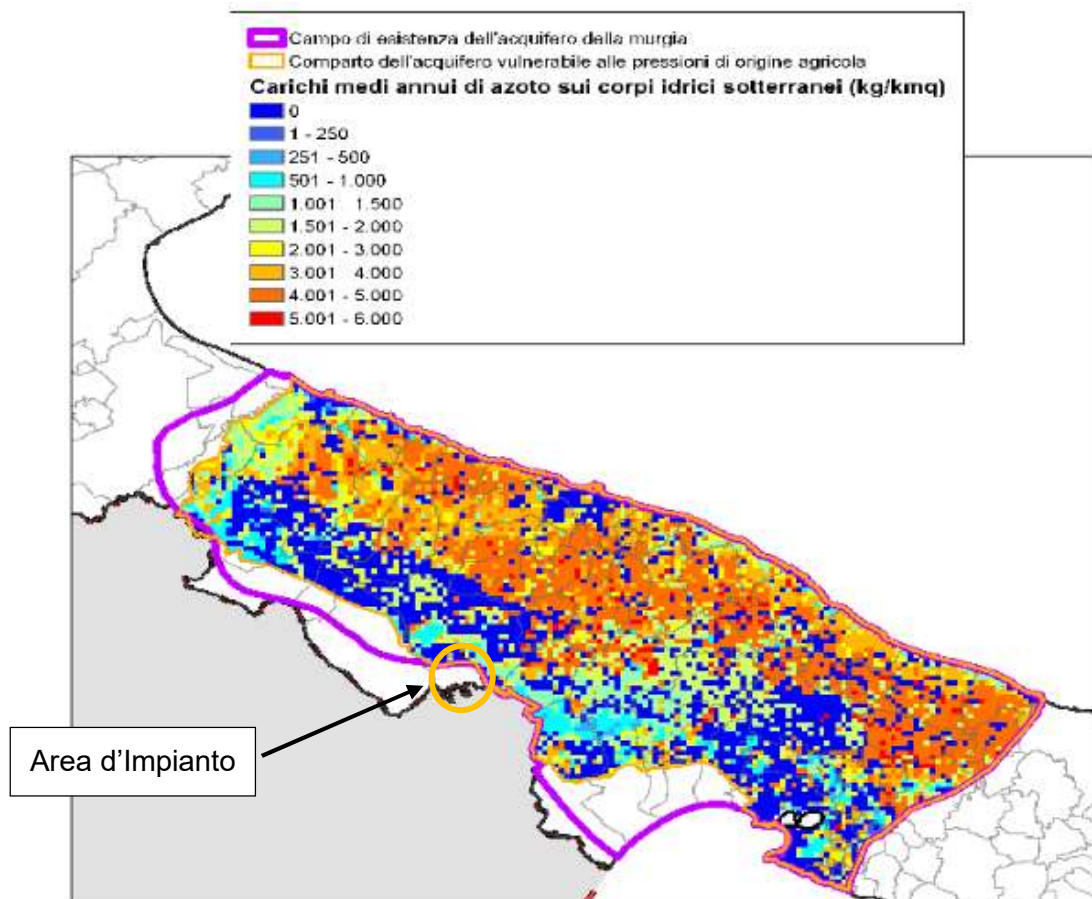 Campo di esistenza dell'acquifero della murgia
Comparto dell'acquifero vulnerabile alle pressioni di origine agricola
Carichi medi annui di azoto sui corpi idrici sotterranei (kg/kmq)
0
1 - 250
251 - 500
501 - 1.000
1.001 1.500
1.501 - 2.000
2.001 - 3.000
3.001 4.000
4.001 - 5.000
5.001 - 6.000
Area d'Impianto